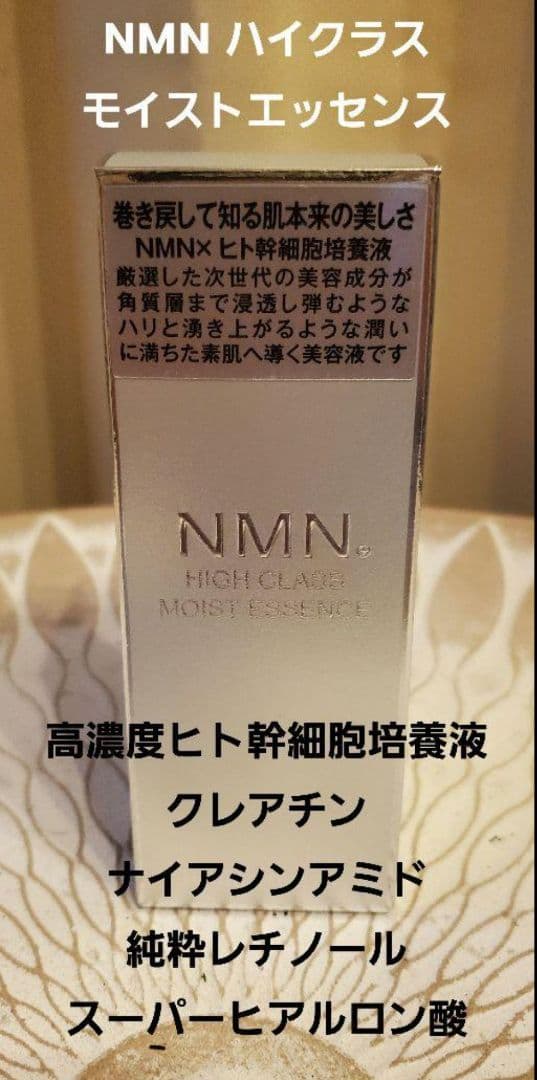 NMN ハイクラス
モイストエッセンス
巻き戻して知る肌本来の美しさ
NMN×ヒト幹細胞培養液
厳選した次世代の美容成分が
角質層まで浸透し弾むような
ハリと湧き上がるような潤い
に満ちた素肌へ導く美容液です
NMN®
HIGH CLASS
MOIST ESSENCE
高濃度ヒト幹細胞培養液
クレアチン
ナイアシンアミド
純粋レチノール
スーパーヒアルロン酸